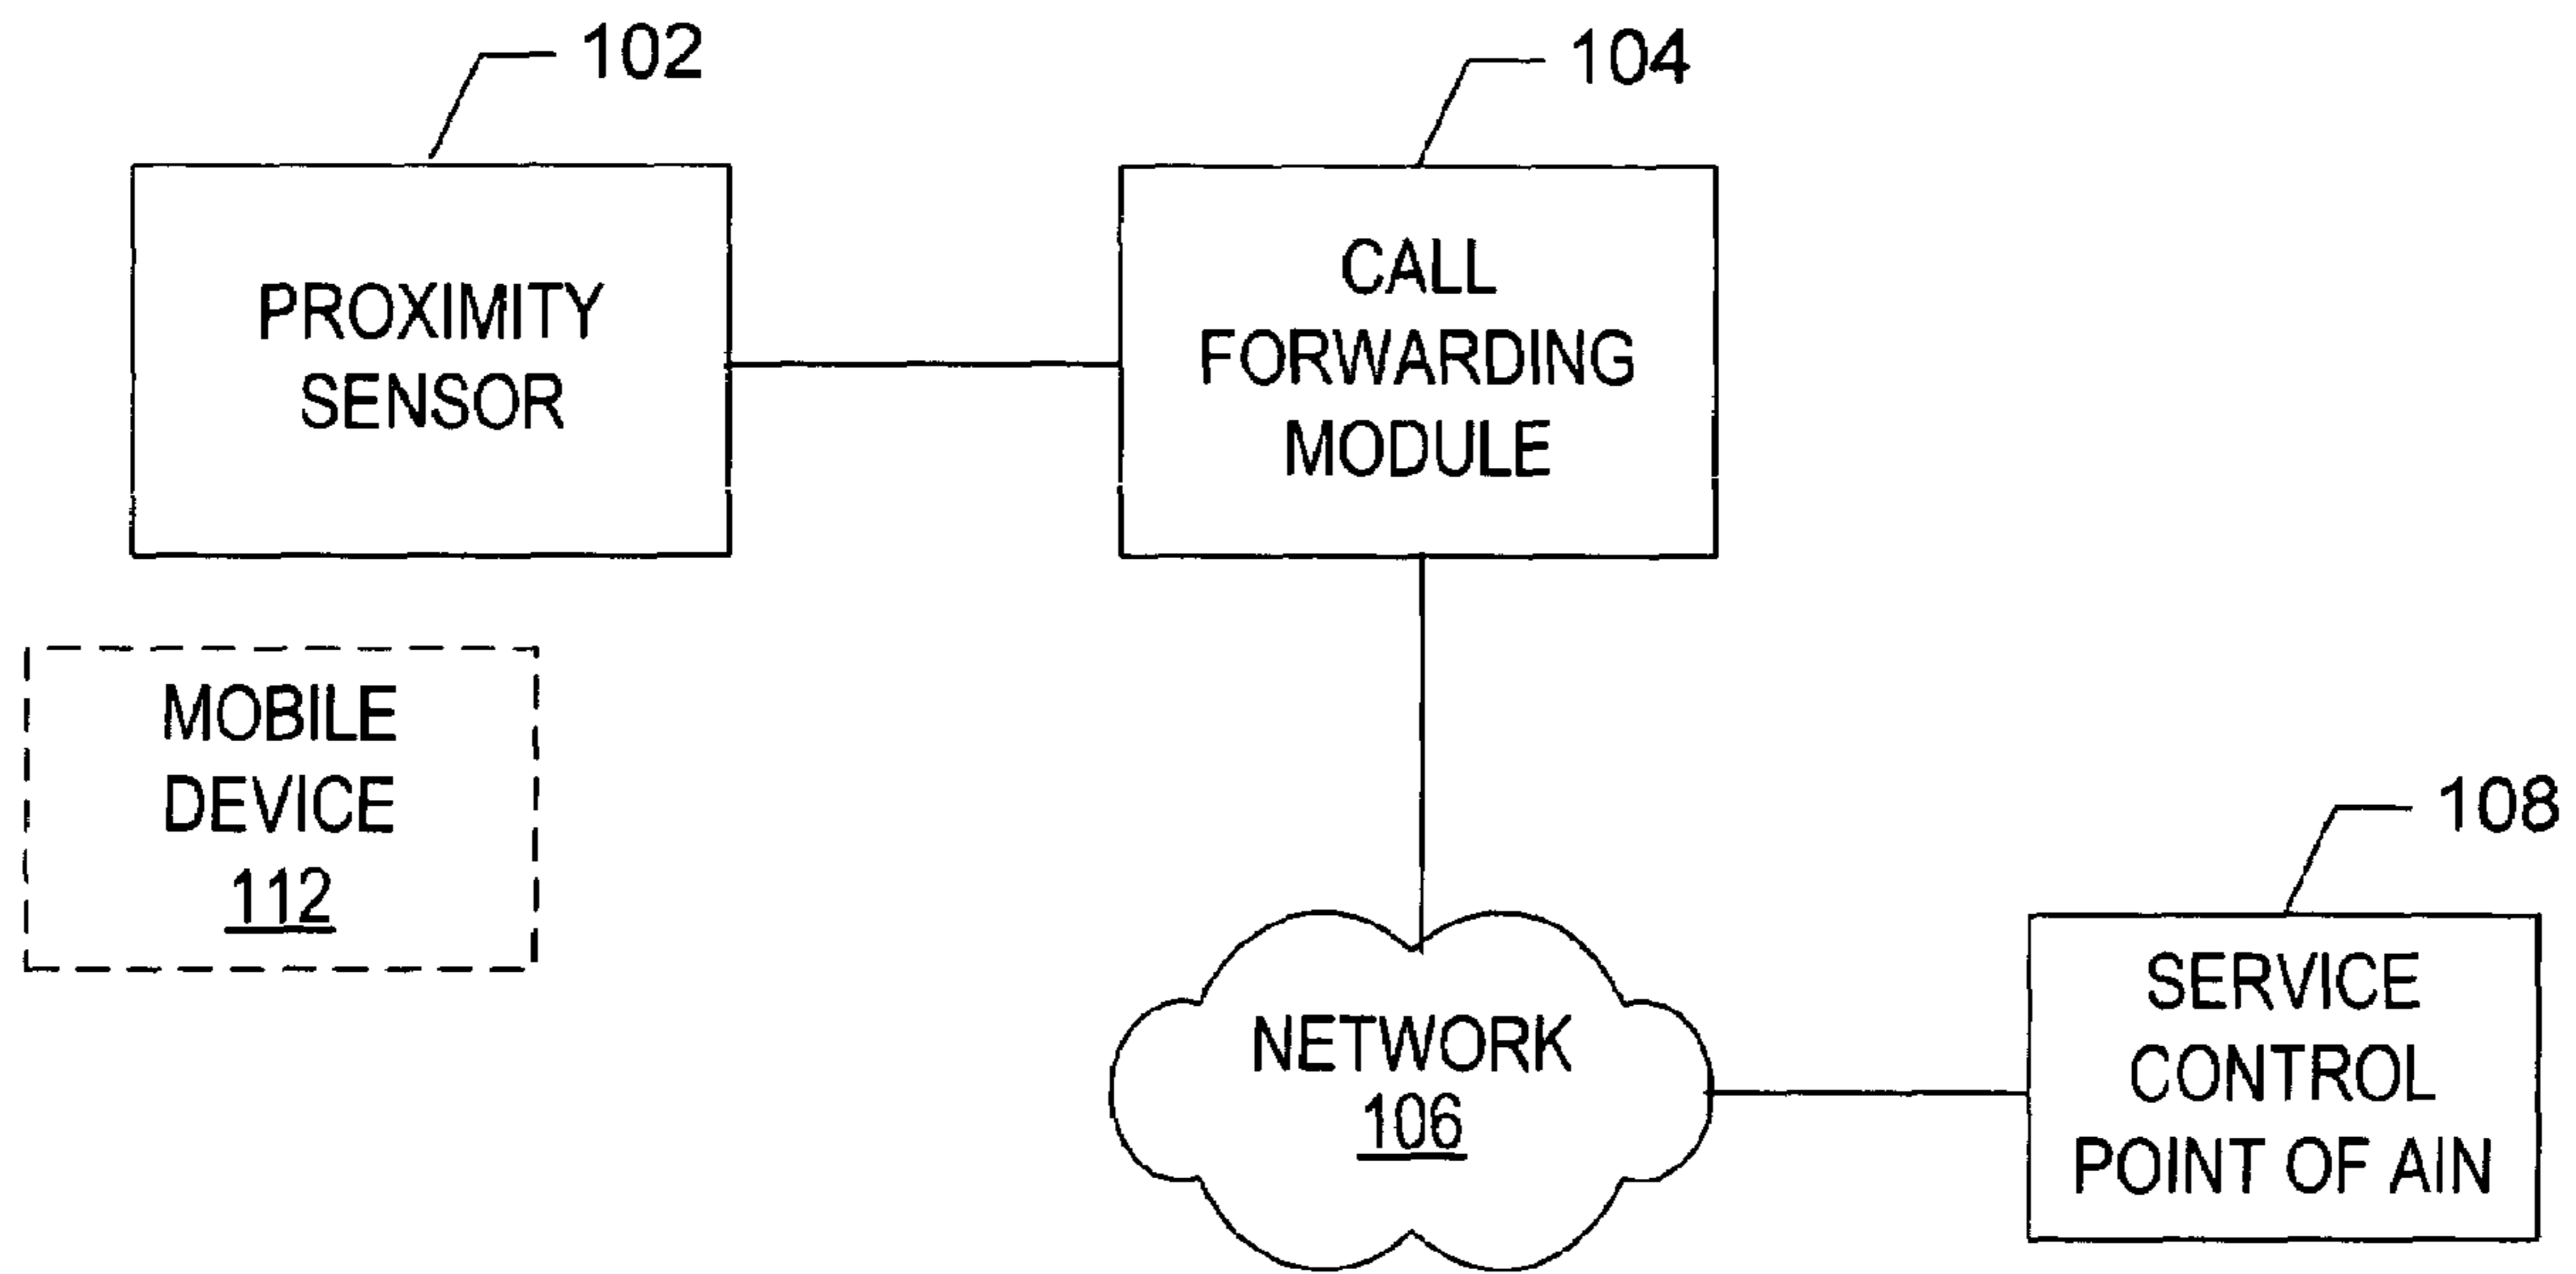 102
PROXIMITY
SENSOR
104
CALL
FORWARDING
MODULE
MOBILE
DEVICE
112
NETWORK
106
108
SERVICE
CONTROL
POINT OF AIN